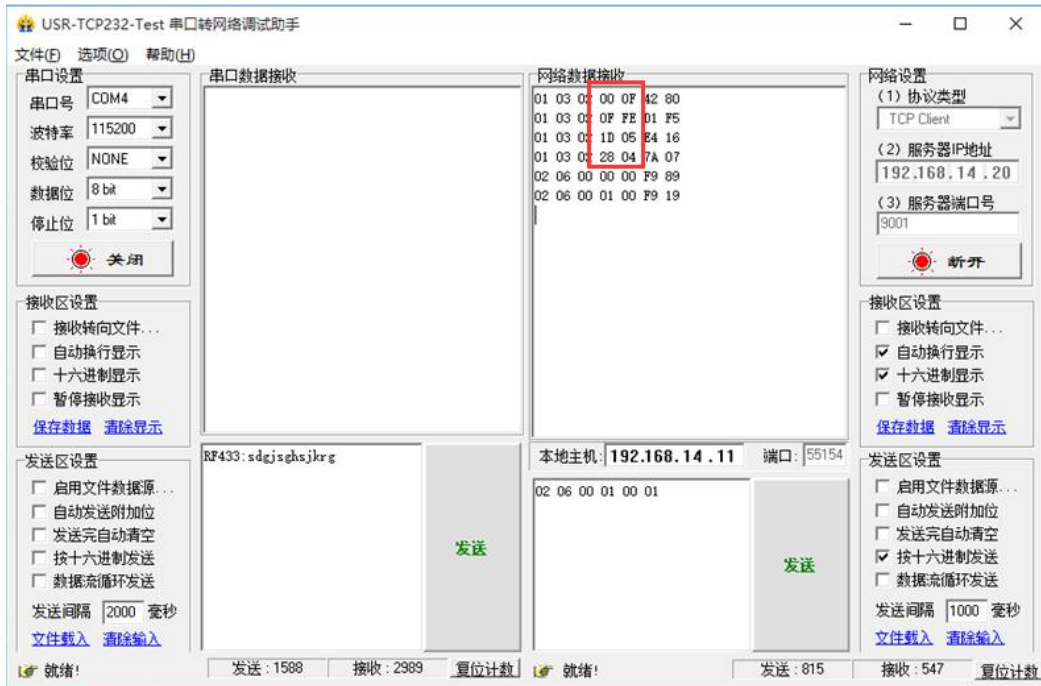 USR-TCP232-Test 串口转网络调试助手
文件(F) 选项(O) 帮助(H)
串口设置
串口号 COM4
波特率 115200
校验位 NONE
数据位 8 bit
停止位 1 bit
关闭
接收区设置
接收转向文件...
自动换行显示
十六进制显示
暂停接收显示
保存数据 清除显示
发送区设置
启用文件数据源...
自动发送附加位
发送完自动清空
按十六进制发送
数据流循环发送
发送间隔 2000 毫秒
文件载入 清除输入
就绪!
串口数据接收
RF433:sdgjsghsjkrg
发送
发送:1588 接收:2989 复位计数
网络数据接收
01 03 02 00 0F 42 80
01 03 02 0F FE D1 F5
01 03 02 1D 05 E4 16
01 03 02 28 04 7A 07
02 06 00 00 00 F9 89
02 06 00 01 00 F9 19
本地主机: 192.168.14.11 端口: 55154
02 06 00 01 00 01
发送
就绪!
发送:815 接收:547 复位计数
网络设置
(1) 协议类型
TCP Client
(2) 服务器IP地址
192.168.14.20
(3) 服务器端口号
9001
断开
接收区设置
接收转向文件...
自动换行显示
十六进制显示
暂停接收显示
保存数据 清除显示
发送区设置
启用文件数据源...
自动发送附加位
发送完自动清空
按十六进制发送
数据流循环发送
发送间隔 1000 毫秒
文件载入 清除输入